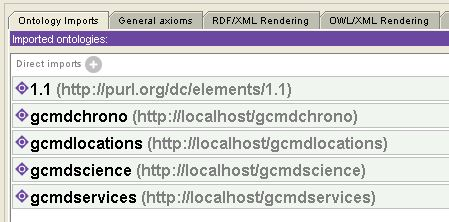 Ontology Imports General axioms RDF/XML Rendering OWL/XML Rendering
Imported ontologies:
Direct imports
1.1 (http://purl.org/dc/elements/1.1)
gcmdchrono (http://localhost/gcmdchrono)
gcmdlocations (http://localhost/gcmdlocations)
gcmdscience (http://localhost/gcmdscience)
gcmdservices (http://localhost/gcmdservices)